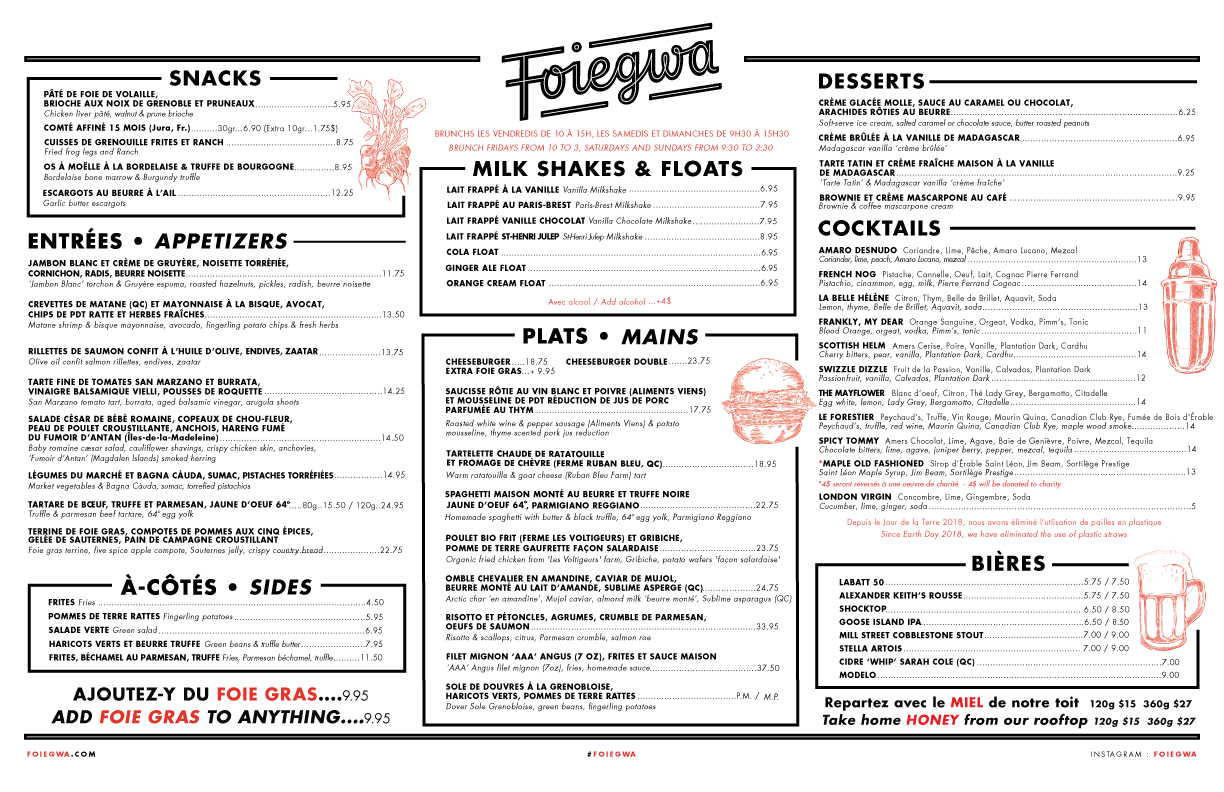 Foiegwa
BRUNCHS LES VENDREDIS DE 10 À 15H, LES SAMEDIS ET DIMANCHES DE 9H30 À 15H30
BRUNCH FRIDAYS FROM 10 TO 3, SATURDAYS AND SUNDAYS FROM 9:30 TO 3:30
SNACKS
PÂTÉ DE FOIE DE VOLAILLE,
BRIOCHE AUX NOIX DE GRENOBLE ET PRUNEAUX 5.95
Chicken liver pâté, walnut & prune brioche
COMTÉ AFFINÉ 15 MOIS (Jura, Fr.) 30gr...6.90 (Extra 10gr...1.75$)
CUISSES DE GRENOUILLE FRITES ET RANCH 8.75
Fried frog legs and Ranch
OS À MOËLLE À LA BORDELAISE & TRUFFE DE BOURGOGNE 8.95
Bordelaise bone marrow & Burgundy truffle
ESCARGOTS AU BEURRE À L'AIL 12.25
Garlic butter escargots
ENTRÉES • APPETIZERS
JAMBON BLANC ET CRÈME DE GRUYÈRE, NOISETTE TORRÉFIÉE,
CORNICHON, RADIS, BEURRE NOISETTE 11.75
'Jambon Blanc' torchon & Gruyère espuma, roasted hazelnuts, pickles, radish, beurre noisette
CREVETTES DE MATANE (QC) ET MAYONNAISE À LA BISQUE, AVOCAT,
CHIPS DE PDT RATTE ET HERBES FRAÎCHES 13.50
Matane shrimp & bisque mayonnaise, avocado, fingerling potato chips & fresh herbs
RILLETTES DE SAUMON CONFIT À L'HUILE D'OLIVE, ENDIVES, ZAATAR 13.75
Olive oil confit salmon rillettes, endives, zaatar
TARTE FINE DE TOMATES SAN MARZANO ET BURRATA,
VINAIGRE BALSAMIQUE VIELLI, POUSSES DE ROQUETTE 14.25
San Marzano tomato tart, burrata, aged balsamic vinegar, arugula shoots
SALADE CÉSAR DE BÉBÉ ROMAINE, COPEAUX DE CHOU-FLEUR,
PEAU DE POULET CROUSTILLANTE, ANCHOIS, HARENG FUMÉ
DU FUMOIR D'ANTAN (Îles-de-la-Madeleine) 14.50
Baby romaine cæsar salad, cauliflower shavings, crispy chicken skin, anchovies,
'Fumoir d'Antan' (Magdalen Islands) smoked herring
LÉGUMES DU MARCHÉ ET BAGNA CÀUDA, SUMAC, PISTACHES TORRÉFIÉES 14.95
Market vegetables & Bagna Càuda, sumac, torrefied pistachios
TARTARE DE BŒUF, TRUFFE ET PARMESAN, JAUNE D'OEUF 64º.....80g..15.50 / 120g..24.95
Truffle & parmesan beef tartare, 64º egg yolk
TERRINE DE FOIE GRAS, COMPOTES DE POMMES AUX CINQ ÉPICES,
GELÉE DE SAUTERNES, PAIN DE CAMPAGNE CROUSTILLANT
Foie gras terrine, five spice apple compote, Sauternes jelly, crispy country bread 22.75
À-CÔTÉS • SIDES
FRITES Fries 4.50
POMMES DE TERRE RATTES Fingerling potatoes 5.95
SALADE VERTE Green salad 6.95
HARICOTS VERTS ET BEURRE TRUFFE Green beans & truffle butter 7.95
FRITES, BÉCHAMEL AU PARMESAN, TRUFFE Fries, Parmesan béchamel, truffle 11.50
AJOUTEZ-Y DU FOIE GRAS....9.95
ADD FOIE GRAS TO ANYTHING....9.95
MILK SHAKES & FLOATS
LAIT FRAPPÉ À LA VANILLE Vanilla Milkshake 6.95
LAIT FRAPPÉ AU PARIS-BREST Paris-Brest Milkshake 7.95
LAIT FRAPPÉ VANILLE CHOCOLAT Vanilla Chocolate Milkshake 7.95
LAIT FRAPPÉ ST-HENRI JULEP St-Henri Julep Milkshake 8.95
COLA FLOAT 6.95
GINGER ALE FLOAT 6.95
ORANGE CREAM FLOAT 6.95
Avec alcool / Add alcohol ...+4$
PLATS • MAINS
CHEESEBURGER.....18.75 CHEESEBURGER DOUBLE.......23.75
EXTRA FOIE GRAS...+ 9.95
SAUCISSE RÔTIE AU VIN BLANC ET POIVRE (ALIMENTS VIENS)
ET MOUSSELINE DE PDT RÉDUCTION DE JUS DE PORC
PARFUMÉE AU THYM 17.75
Roasted white wine & pepper sausage (Aliments Viens) & potato
mousseline, thyme scented pork jus reduction
TARTELETTE CHAUDE DE RATATOUILLE
ET FROMAGE DE CHÈVRE (FERME RUBAN BLEU, QC) 18.95
Warm ratatouille & goat cheese (Ruban Bleu Farm) tart
SPAGHETTI MAISON MONTÉ AU BEURRE ET TRUFFE NOIRE
JAUNE D'OEUF 64º, PARMIGIANO REGGIANO 22.75
Homemade spaghetti with butter & black truffle, 64º egg yolk, Parmigiano Reggiano
POULET BIO FRIT (FERME LES VOLTIGEURS) ET GRIBICHE,
POMME DE TERRE GAUFRETTE FAÇON SALARDAISE 23.75
Organic fried chicken from 'Les Voltigeurs' farm, Gribiche, potato wafers 'façon salardaise'
OMBLE CHEVALIER EN AMANDINE, CAVIAR DE MUJOL,
BEURRE MONTÉ AU LAIT D'AMANDE, SUBLIME ASPERGE (QC) 24.75
Arctic char 'en amandine', Mujol caviar, almond milk 'beurre monté', Sublime asparagus (QC)
RISOTTO ET PÉTONCLES, AGRUMES, CRUMBLE DE PARMESAN,
OEUFS DE SAUMON 33.95
Risotto & scallops, citrus, Parmesan crumble, salmon roe
FILET MIGNON 'AAA' ANGUS (7 OZ), FRITES ET SAUCE MAISON
'AAA' Angus filet mignon (7oz), fries, homemade sauce 37.50
SOLE DE DOUVRES À LA GRENOBLOISE,
HARICOTS VERTS, POMMES DE TERRE RATTES P.M. / M.P.
Dover Sole Grenobloise, green beans, fingerling potatoes
DESSERTS
CRÈME GLACÉE MOLLE, SAUCE AU CARAMEL OU CHOCOLAT,
ARACHIDES RÔTIES AU BEURRE 6.25
Soft-serve ice cream, salted caramel or chocolate sauce, butter roasted peanuts
CRÈME BRÛLÉE À LA VANILLE DE MADAGASCAR 6.95
Madagascar vanilla 'crème brûlée'
TARTE TATIN ET CRÈME FRAÎCHE MAISON À LA VANILLE
DE MADAGASCAR 9.25
'Tarte Tatin' & Madagascar vanilla 'crème fraîche'
BROWNIE ET CRÈME MASCARPONE AU CAFÉ 9.95
Brownie & coffee mascarpone cream
COCKTAILS
AMARO DESNUDO Coriandre, Lime, Pêche, Amaro Lucano, Mezcal
Coriander, lime, peach, Amaro Lucano, mezcal 13
FRENCH NOG Pistache, Cannelle, Oeuf, Lait, Cognac Pierre Ferrand
Pistachio, cinammon, egg, milk, Pierre Ferrand Cognac 14
LA BELLE HÉLÈNE Citron, Thym, Belle de Brillet, Aquavit, Soda
Lemon, thyme, Belle de Brillet, Aquavit, soda 13
FRANKLY, MY DEAR Orange Sanguine, Orgeat, Vodka, Pimm's, Tonic
Blood Orange, orgeat, vodka, Pimm's, tonic 11
SCOTTISH HELM Amers Cerise, Poire, Vanille, Plantation Dark, Cardhu
Cherry bitters, pear, vanilla, Plantation Dark, Cardhu 14
SWIZZLE DIZZLE Fruit de la Passion, Vanille, Calvados, Plantation Dark
Passionfruit, vanilla, Calvados, Plantation Dark 12
THE MAYFLOWER Blanc d'oeuf, Citron, Thé Lady Grey, Bergamote, Citadelle
Egg white, lemon, Lady Grey, Bergamotto, Citadelle 14
LE FORESTIER Peychaud's, Truffe, Vin Rouge, Maurin Quina, Canadian Club Rye, Fumée de Bois d'Érable
Peychaud's, truffle, red wine, Maurin Quina, Canadian Club Rye, maple wood smoke 14
SPICY TOMMY Amers Chocolat, Lime, Agave, Baie de Genièvre, Poivre, Mezcal, Tequila
Chocolate bitters, lime, agave, juniper berry, pepper, mezcal, tequila 14
*MAPLE OLD FASHIONED Sirop d'Érable Saint Léon, Jim Beam, Sortilège Prestige
Saint Léon Maple Syrup, Jim Beam, Sortilège Prestige 13
*4$ seront reversés à une oeuvre de charité - 4$ will be donated to charity
LONDON VIRGIN Concombre, Lime, Gingembre, Soda
Cucumber, lime, ginger, soda 5
Depuis le Jour de la Terre 2018, nous avons éliminé l'utlisation de pailles en plastique.
Since Earth Day 2018, we have eliminated the use of plastic straws
BIÈRES
LABATT 50 5.75 / 7.50
ALEXANDER KEITH'S ROUSSE 5.75 / 7.50
SHOCKTOP 6.50 / 8.50
GOOSE ISLAND IPA 6.50 / 8.50
MILL STREET COBBLESTONE STOUT 7.00 / 9.00
STELLA ARTOIS 7.00 / 9.00
CIDRE 'WHIP' SARAH COLE (QC) 7.00
MODELO 9.00
Repartez avec le MIEL de notre toit 120g $15 360g $27
Take home HONEY from our rooftop 120g $15 360g $27
FOIEGWA.COM
#FOIEGWA
INSTAGRAM : FOIEGWA